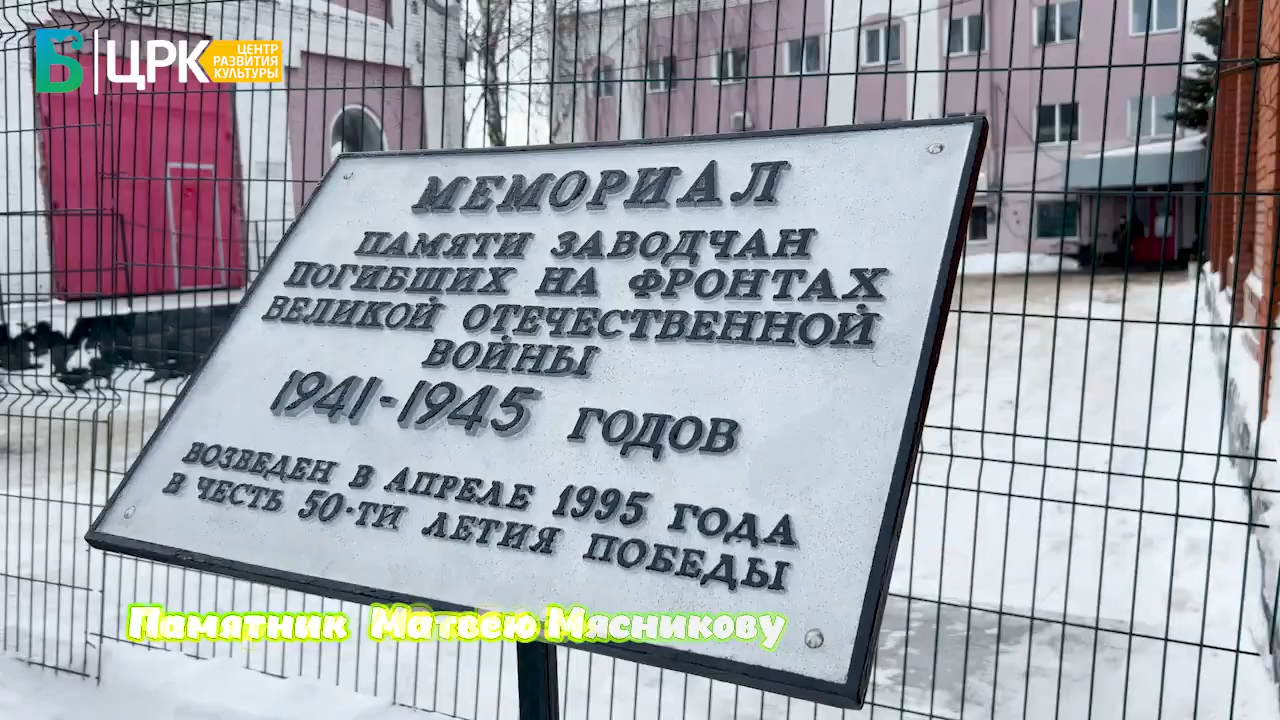 Б ЦРК ЦЕНТР
РАЗВИТИЯ
КУЛЬТУРЫ
МЕМОРИАЛ
ПАМЯТИ ЗАВОДЧАН
ПОГИБШИХ НА ФРОНТАХ
ВЕЛИКОЙ ОТЕЧЕСТВЕННОЙ
ВОЙНЫ
1941-1945 ГОДОВ
ВОЗВЕДЕН В АПРЕЛЕ 1995 ГОДА
В ЧЕСТЬ 50-ТИ ЛЕТИЯ ПОБЕДЫ
Памятник Матвею Мясникову